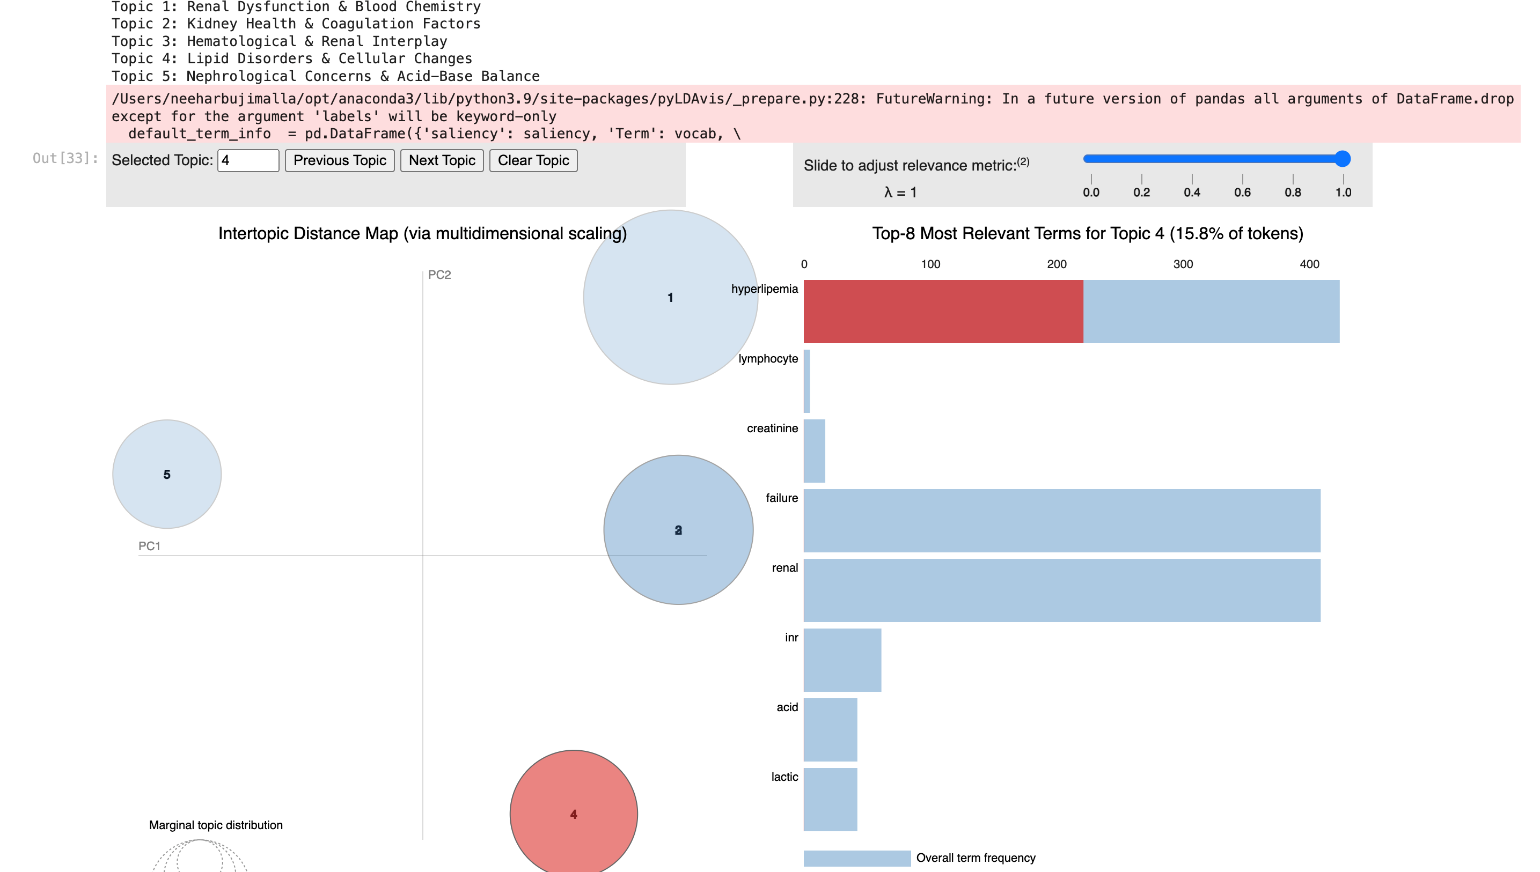 Topic 1: Renal Dysfunction & Blood Chemistry
Topic 2: Kidney Health & Coagulation Factors
Topic 3: Hematological & Renal Interplay
Topic 4: Lipid Disorders & Cellular Changes
Topic 5: Nephrological Concerns & Acid-Base Balance
/Users/neeharbujimalla/opt/anaconda3/lib/python3.9/site-packages/pyLDAvis/_prepare.py:228: FutureWarning: In a future version of pandas all arguments of DataFrame.drop
except for the argument 'labels' will be keyword-only
default_term_info = pd.DataFrame({'saliency': saliency, 'Term': vocab, \
Out[33]:
Selected Topic: 4 Previous Topic Next Topic Clear Topic
Slide to adjust relevance metric:(2)
λ = 1
0.0 0.2 0.4 0.6 0.8 1.0
Intertopic Distance Map (via multidimensional scaling)
PC2
1
5
PC1
4
Marginal topic distribution
Top-8 Most Relevant Terms for Topic 4 (15.8% of tokens)
0 100 200 300 400
hyperlipemia
lymphocyte
creatinine
failure
renal
inr
acid
lactic
Overall term frequency